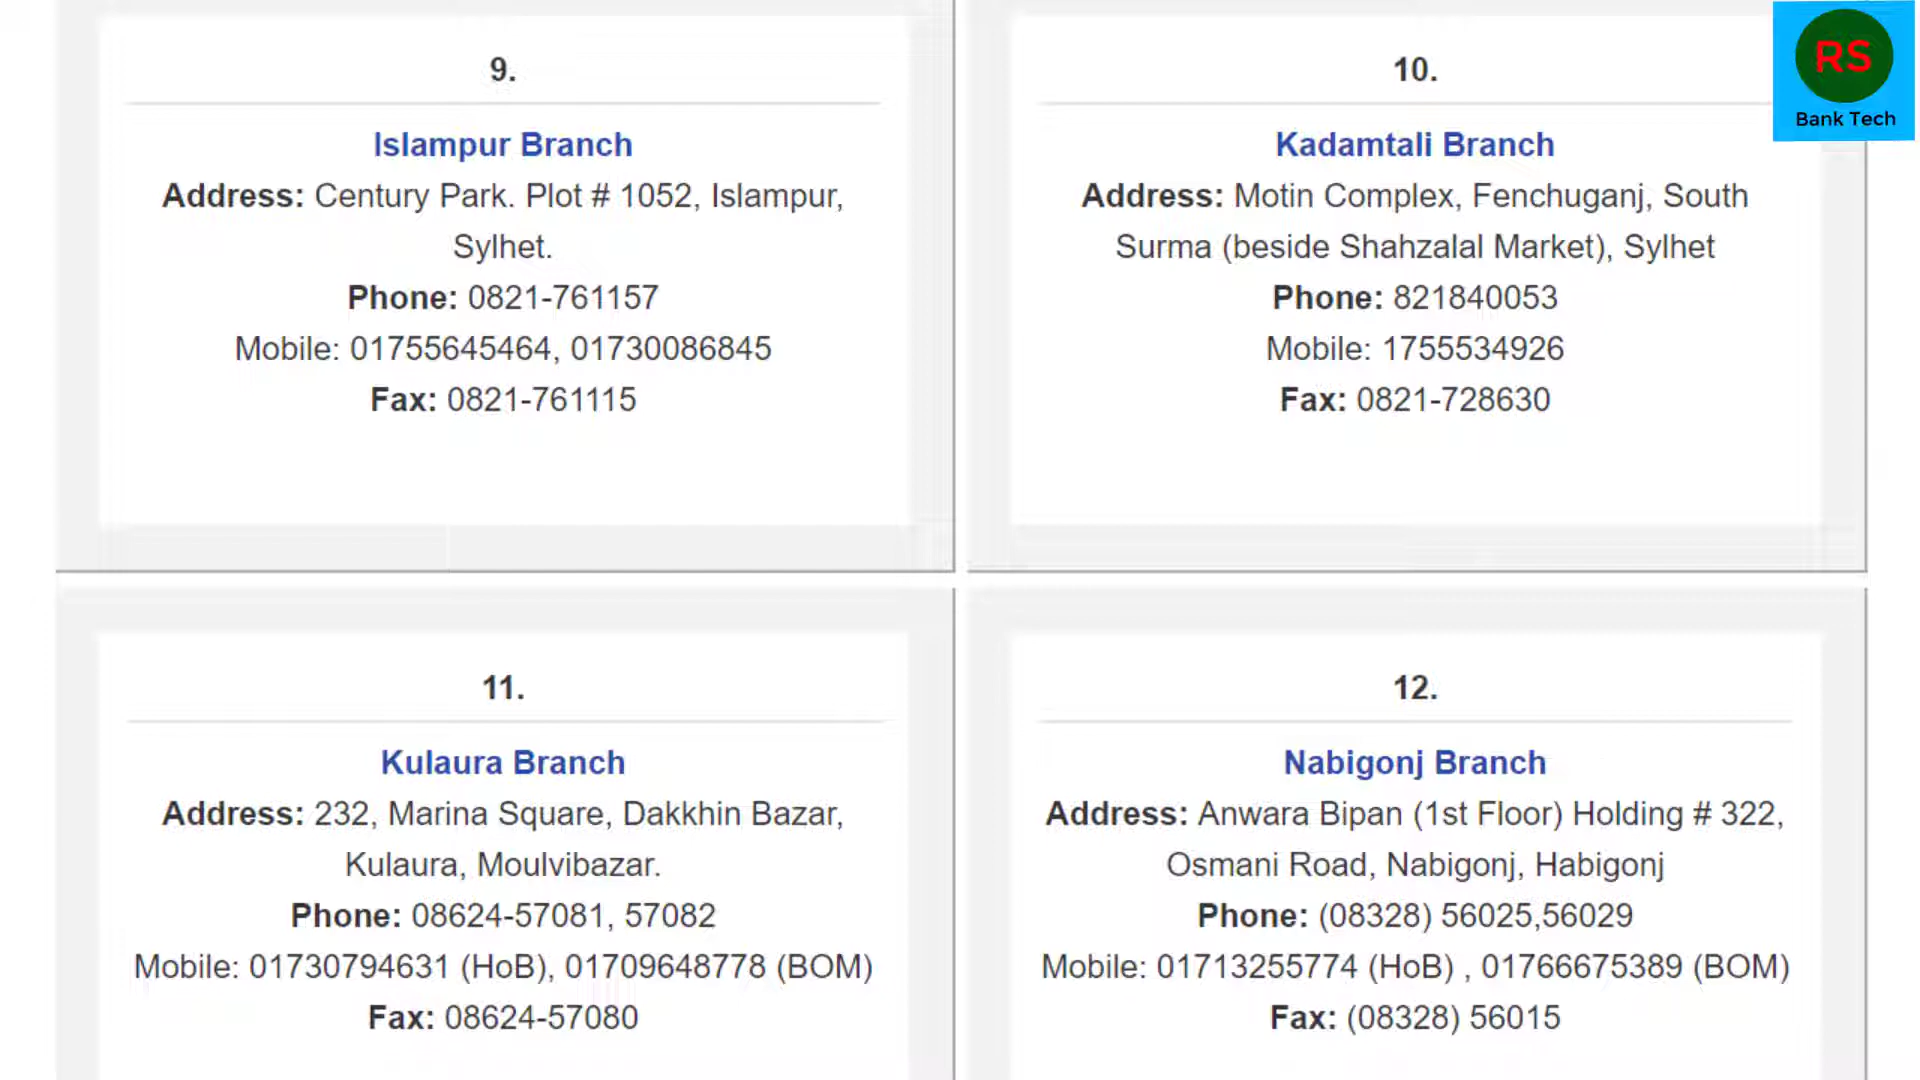 9.
Islampur Branch
Address: Century Park. Plot # 1052, Islampur,
Sylhet.
Phone: 0821-761157
Mobile: 01755645464, 01730086845
Fax: 0821-761115
10.
Kadamtali Branch
Address: Motin Complex, Fenchuganj, South
Surma (beside Shahzalal Market), Sylhet
Phone: 821840053
Mobile: 1755534926
Fax: 0821-728630
RS
Bank Tech
11.
Kulaura Branch
Address: 232, Marina Square, Dakkhin Bazar,
Kulaura, Moulvibazar.
Phone: 08624-57081, 57082
Mobile: 01730794631 (HoB), 01709648778 (BOM)
Fax: 08624-57080
12.
Nabigonj Branch
Address: Anwara Bipan (1st Floor) Holding # 322,
Osmani Road, Nabigonj, Habigonj
Phone: (08328) 56025,56029
Mobile: 01713255774 (HoB) , 01766675389 (BOM)
Fax: (08328) 56015